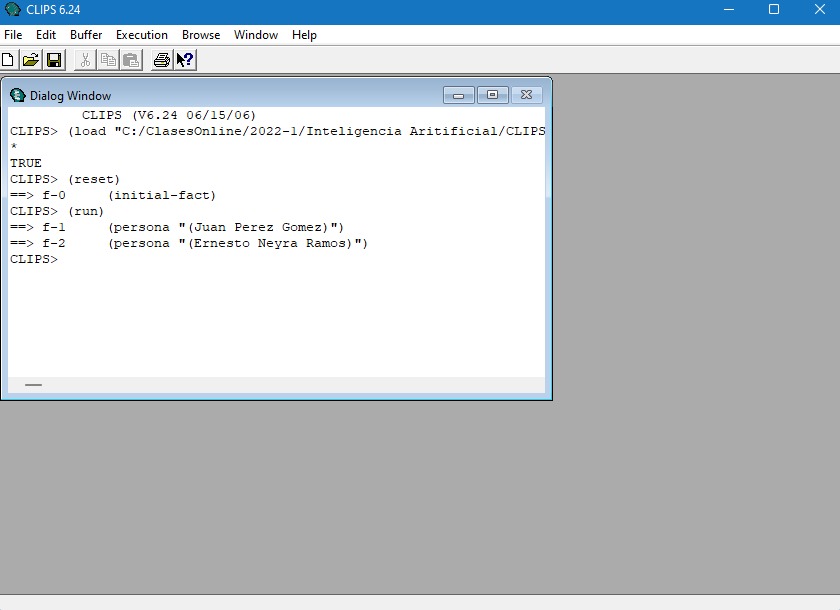 CLIPS 6.24
File Edit Buffer Execution Browse Window Help
Dialog Window
CLIPS (V6.24 06/15/06)
CLIPS> (load "C:/ClasesOnline/2022-1/Inteligencia Aritificial/CLIPS
*
TRUE
CLIPS> (reset)
==> f-0 (initial-fact)
CLIPS> (run)
==> f-1 (persona "(Juan Perez Gomez)")
==> f-2 (persona "(Ernesto Neyra Ramos)")
CLIPS>